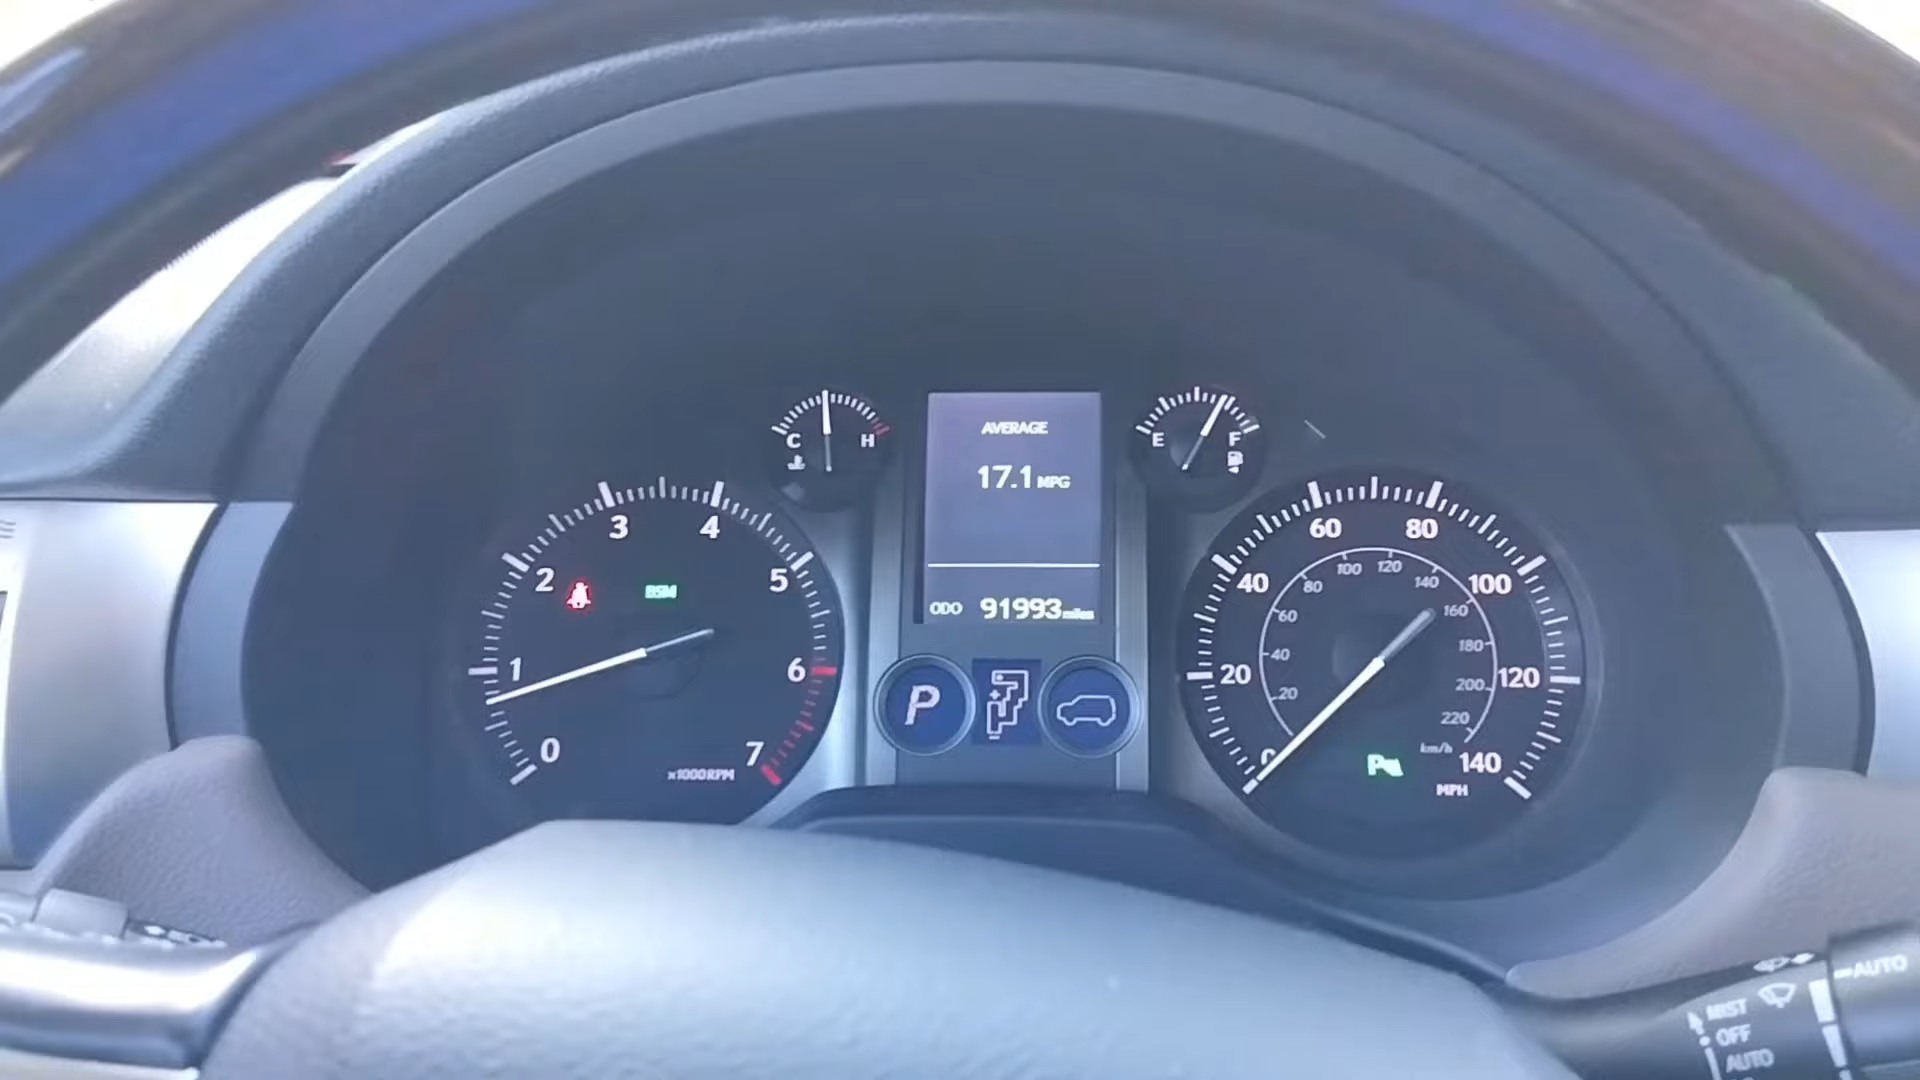 C H
AVERAGE
17.1 MPG
ODO 91993 miles
E F
0 1 2 3 4 5 6 7
BSM
x1000RPM
P
+
-
0 20 40 60 80 100 120 140
20 40 60 80 100 120 140 160 180 200 220
km/h
MPH
P
AUTO
MIST
OFF
AUTO